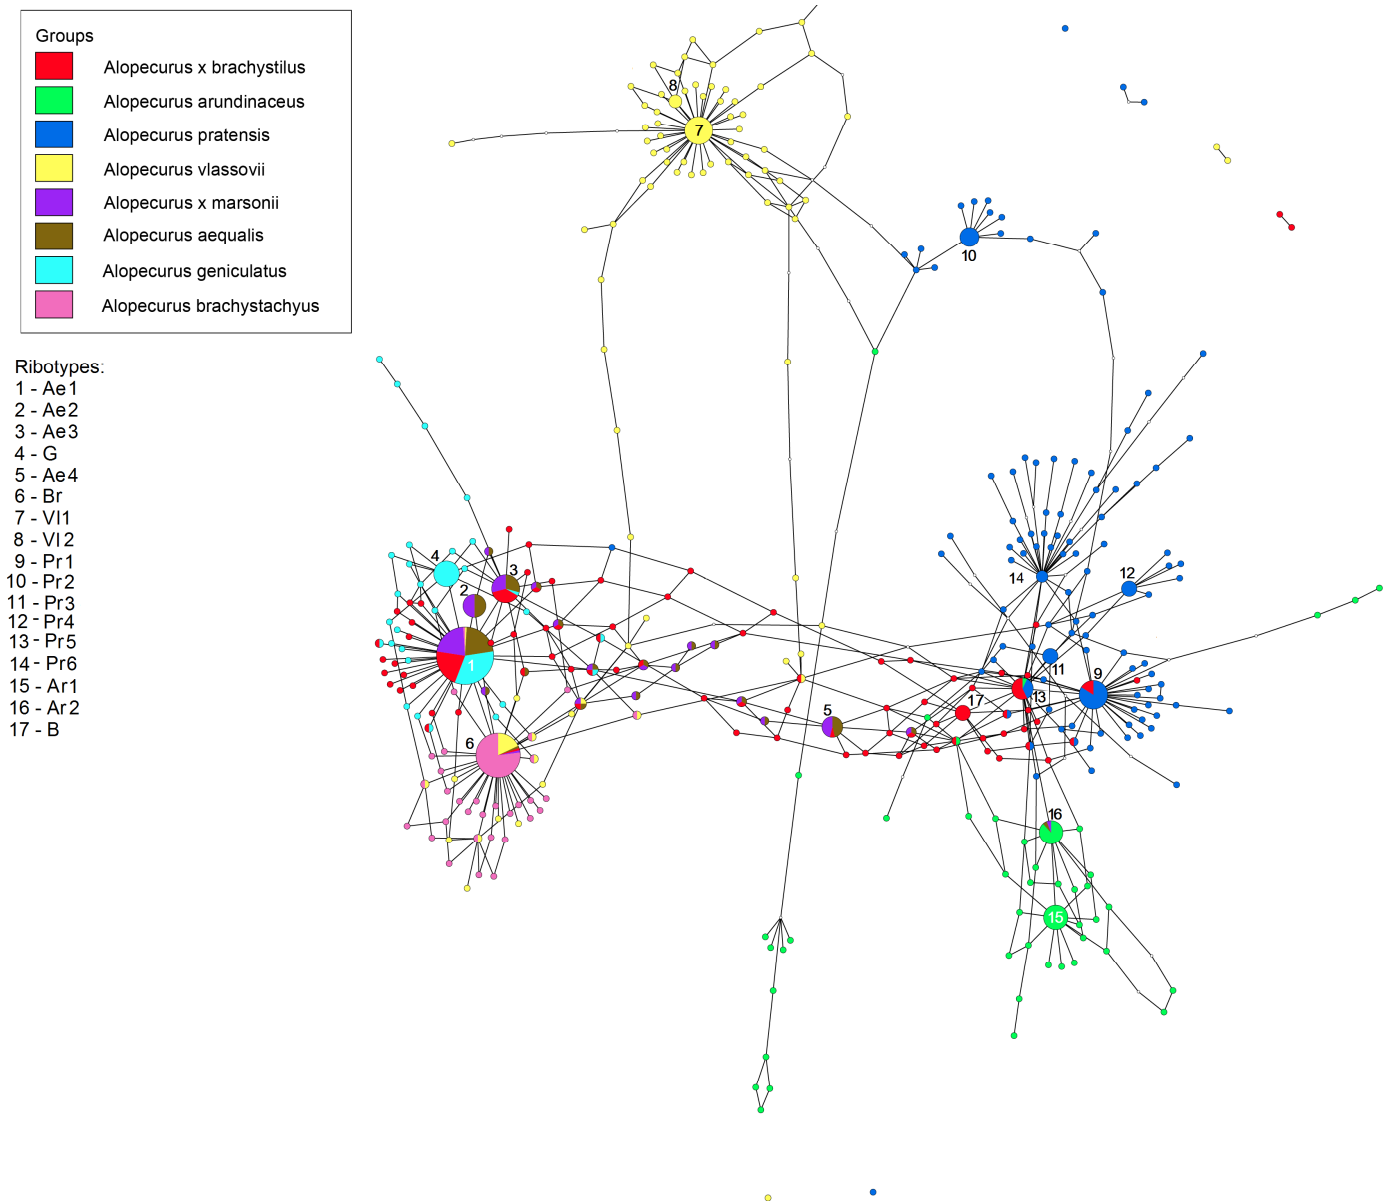 Groups
Alopecurus x brachystilus
Alopecurus arundinaceus
Alopecurus pratensis
Alopecurus vlassovii
Alopecurus x marsonii
Alopecurus aequalis
Alopecurus geniculatus
Alopecurus brachystachyus
Ribotypes:
1 - Ae1
2 - Ae2
3 - Ae3
4 - G
5 - Ae4
6 - Br
7 - Vl1
8 - Vl2
9 - Pr1
10 - Pr2
11 - Pr3
12 - Pr4
13 - Pr5
14 - Pr6
15 - Ar1
16 - Ar2
17 - B
8
7
10
4
3
2
1
14
12
11
9
13
17
5
6
16
15